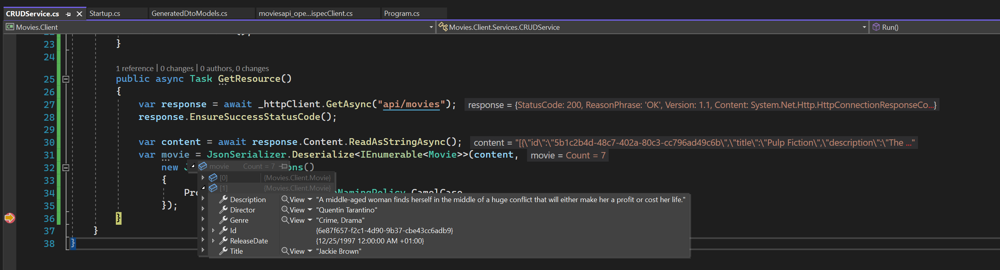 CRUDService.cs Startup.cs GeneratedDtoModels.cs moviesapi_ope...ispecClient.cs Program.cs
C# Movies.Client Movies.Client.Services.CRUDService Run()
23 }
24
1 reference | 0 changes | 0 authors, 0 changes
25 public async Task GetResource()
26 {
27 var response = await _httpClient.GetAsync("api/movies"); response = {StatusCode: 200, ReasonPhrase: 'OK', Version: 1.1, Content: System.Net.Http.HttpConnectionResponseCo...}
28 response.EnsureSuccessStatusCode();
29
30 var content = await response.Content.ReadAsStringAsync(); content = "[{\"id\":\"5b1c2b4d-48c7-402a-80c3-cc796ad49c6b\",\"title\":\"Pulp Fiction\",\"description\":\"The ..."
31 var movie = JsonSerializer.Deserialize<IEnumerable<Movie>>(content, movie = Count = 7
32 new J movie Count = 7 ons()
[0] {Movies.Client.Movie}
33 {
[1] {Movies.Client.Movie}
34 Pro NamingPolicy.CamelCase
Description View "A middle-aged woman finds herself in the middle of a huge conflict that will either make her a profit or cost her life."
35 });
Director View "Quentin Tarantino"
36 }
Genre View "Crime, Drama"
37 }
Id {6e87f657-f2c1-4d90-9b37-cbe43cc6adb9}
38 }
ReleaseDate {12/25/1997 12:00:00 AM +01:00}
Title View "Jackie Brown"